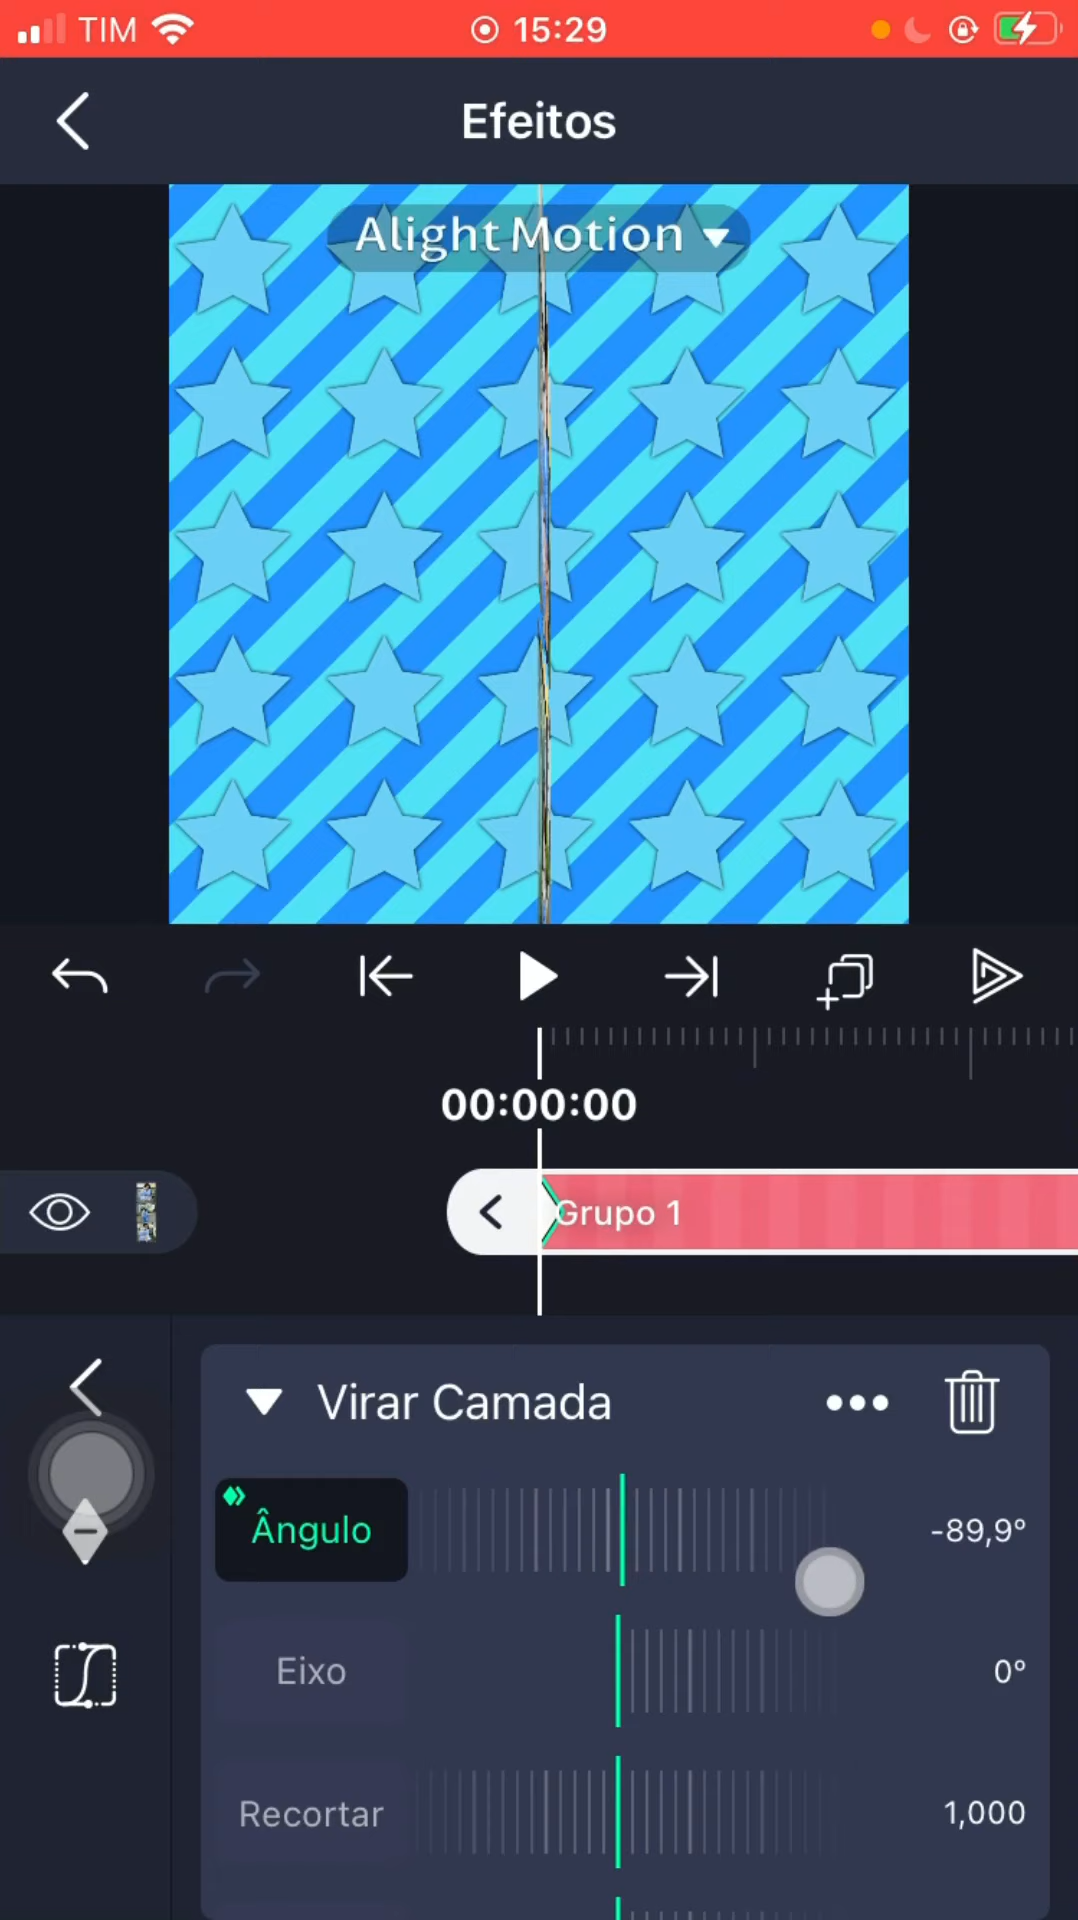 TIM 15:29
Efeitos
Alight Motion
00:00:00
Grupo 1
Virar Camada
Ângulo -89,9°
Eixo 0°
Recortar 1,000